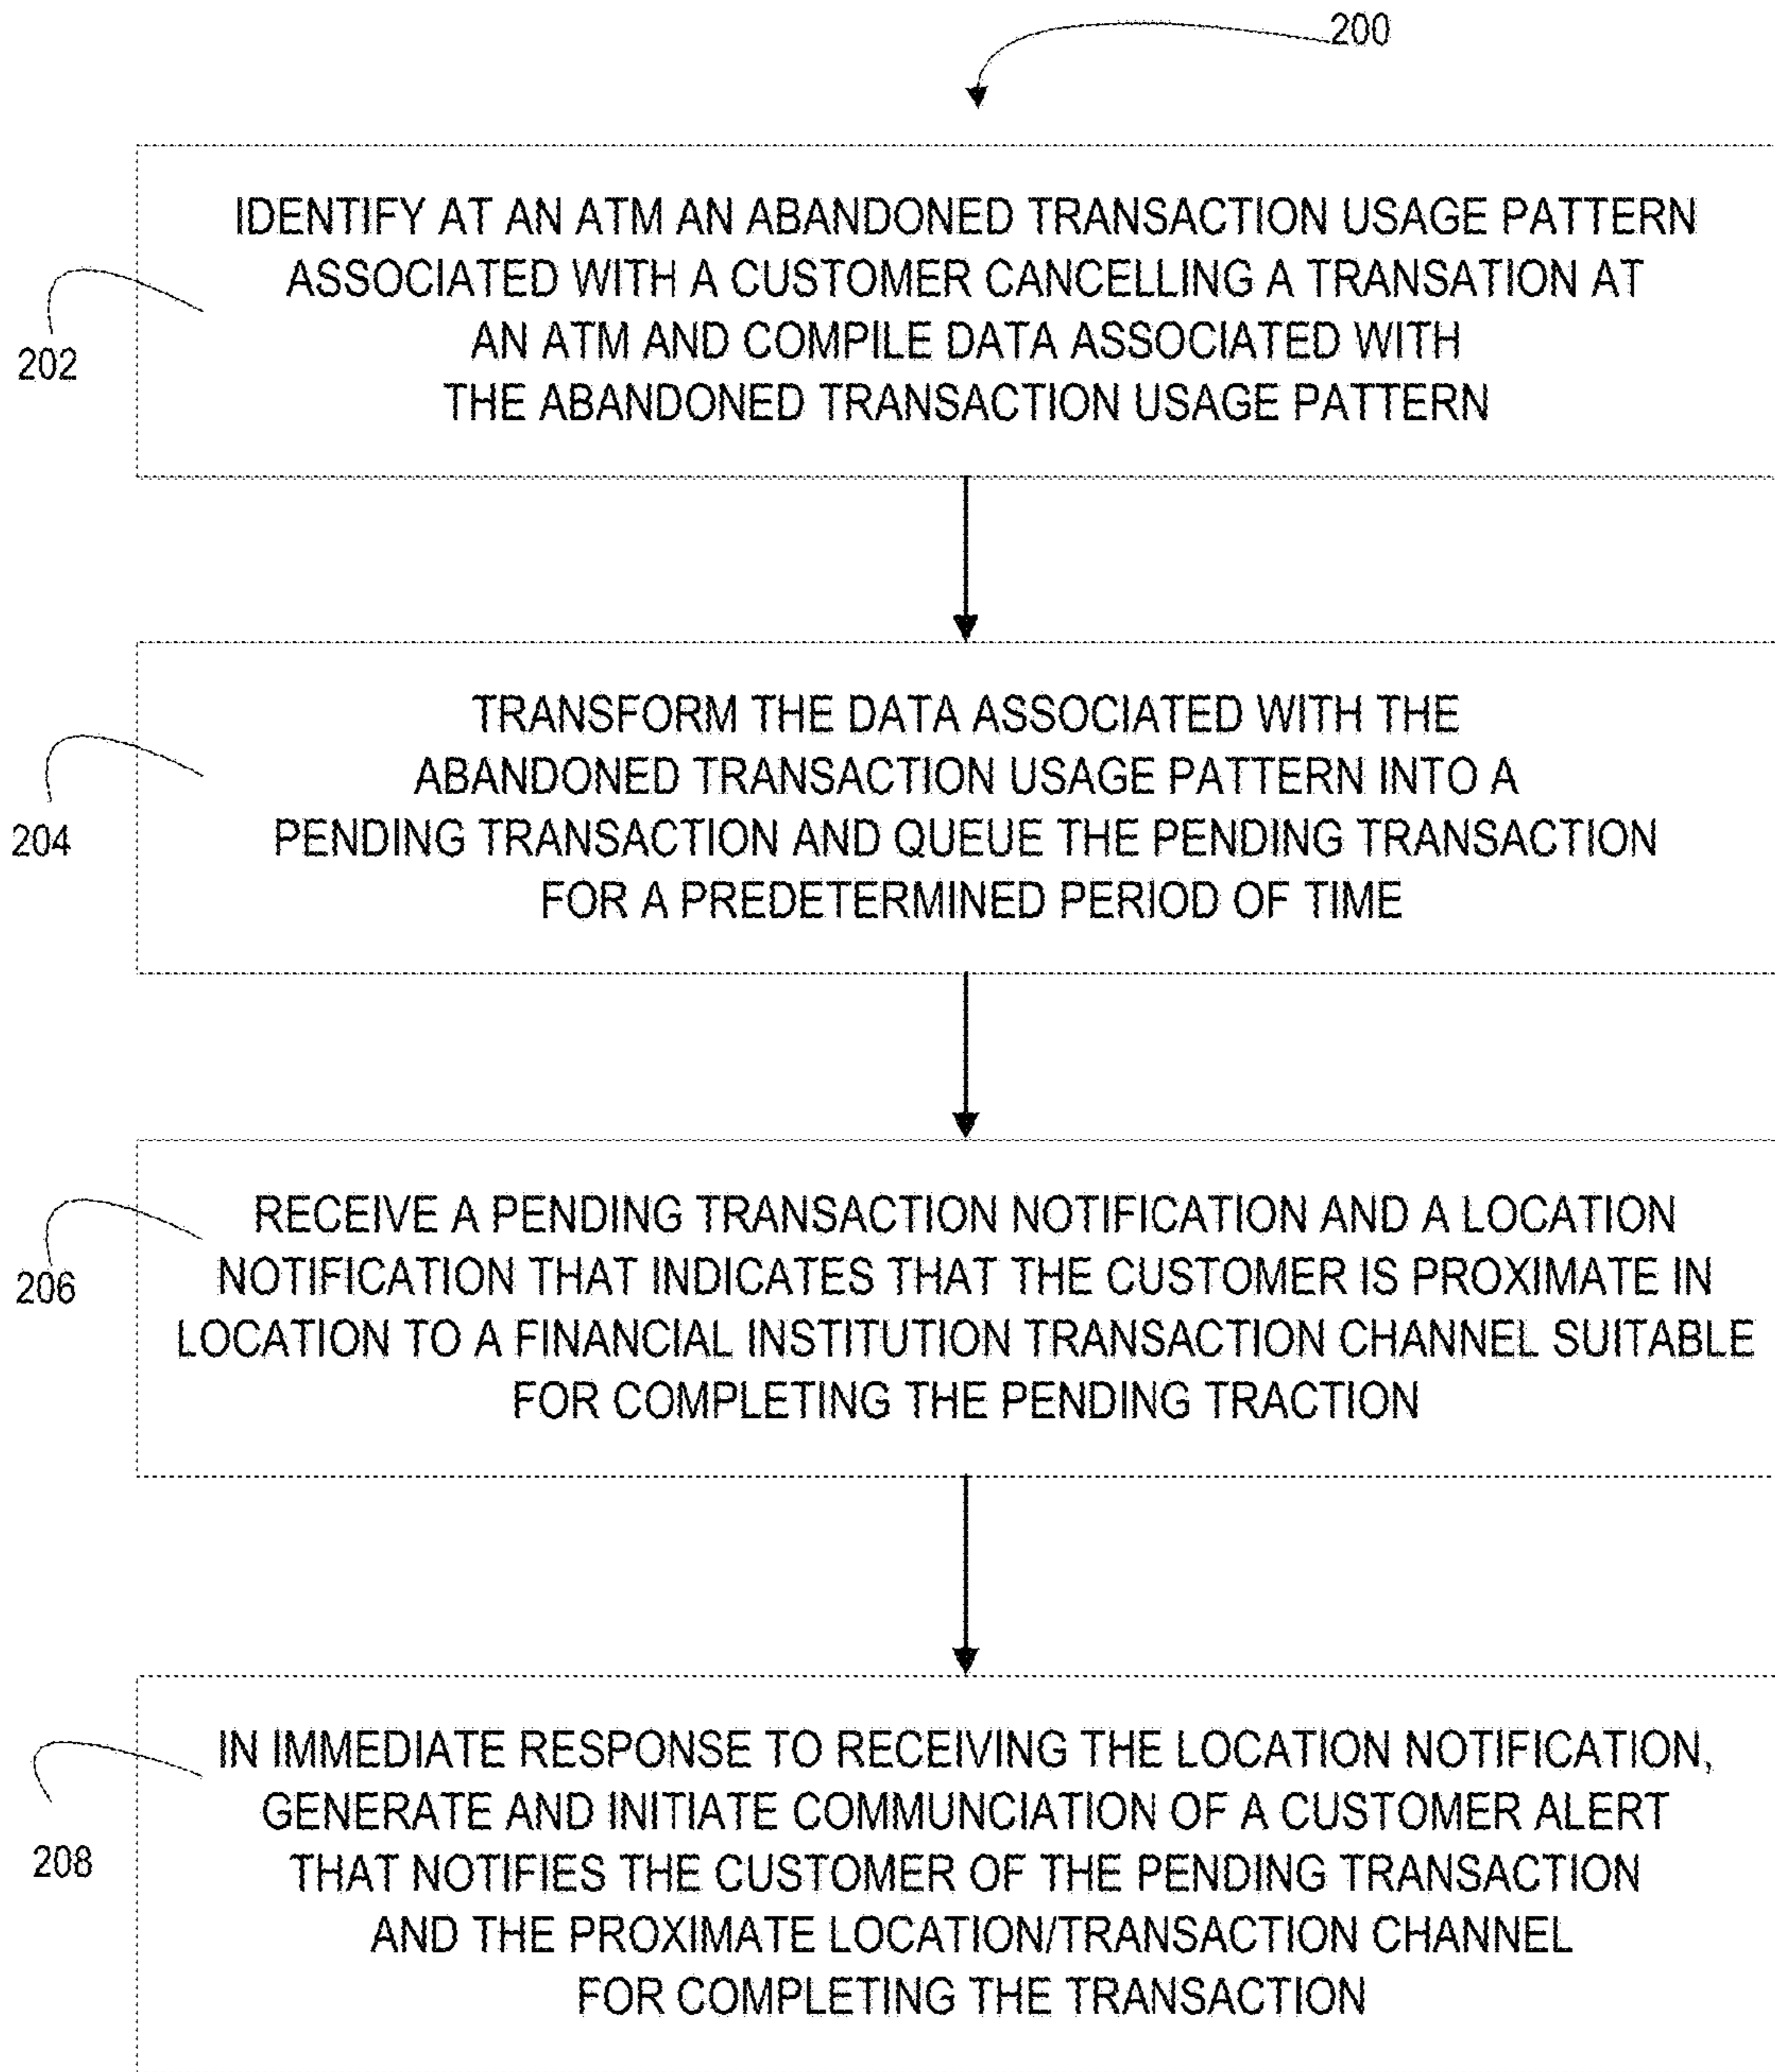 200
IDENTIFY AT AN ATM AN ABANDONED TRANSACTION USAGE PATTERN
ASSOCIATED WITH A CUSTOMER CANCELLING A TRANSATION AT
AN ATM AND COMPILE DATA ASSOCIATED WITH
THE ABANDONED TRANSACTION USAGE PATTERN
202
TRANSFORM THE DATA ASSOCIATED WITH THE
ABANDONED TRANSACTION USAGE PATTERN INTO A
PENDING TRANSACTION AND QUEUE THE PENDING TRANSACTION
FOR A PREDETERMINED PERIOD OF TIME
204
RECEIVE A PENDING TRANSACTION NOTIFICATION AND A LOCATION
NOTIFICATION THAT INDICATES THAT THE CUSTOMER IS PROXIMATE IN
LOCATION TO A FINANCIAL INSTITUTION TRANSACTION CHANNEL SUITABLE
FOR COMPLETING THE PENDING TRACTION
206
IN IMMEDIATE RESPONSE TO RECEIVING THE LOCATION NOTIFICATION,
GENERATE AND INITIATE COMMUNCIATION OF A CUSTOMER ALERT
THAT NOTIFIES THE CUSTOMER OF THE PENDING TRANSACTION
AND THE PROXIMATE LOCATION/TRANSACTION CHANNEL
FOR COMPLETING THE TRANSACTION
208